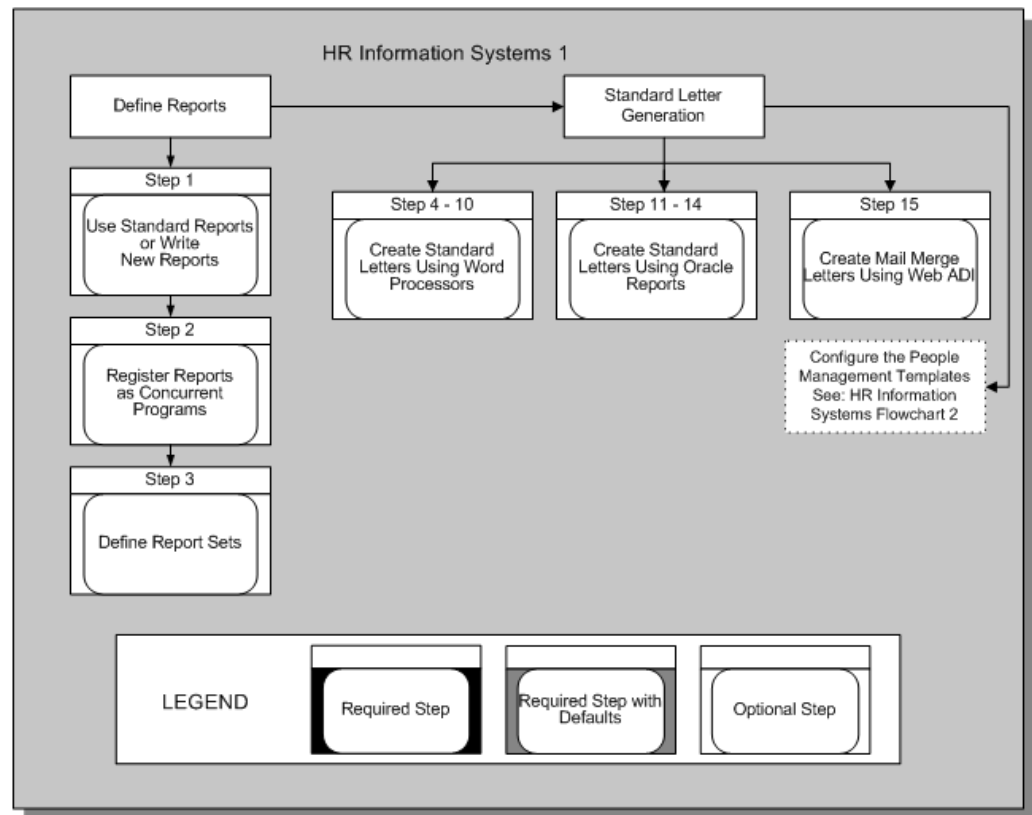 HR Information Systems 1
Define Reports
Standard Letter
Generation
Step 1
Use Standard Reports
or Write
New Reports
Step 2
Register Reports
as Concurrent
Programs
Step 3
Define Report Sets
Step 4 - 10
Create Standard
Letters Using Word
Processors
Step 11 - 14
Create Standard
Letters Using Oracle
Reports
Step 15
Create Mail Merge
Letters Using Web ADI
Configure the People
Management Templates
See: HR Information
Systems Flowchart 2
LEGEND
Required Step
Required Step with
Defaults
Optional Step